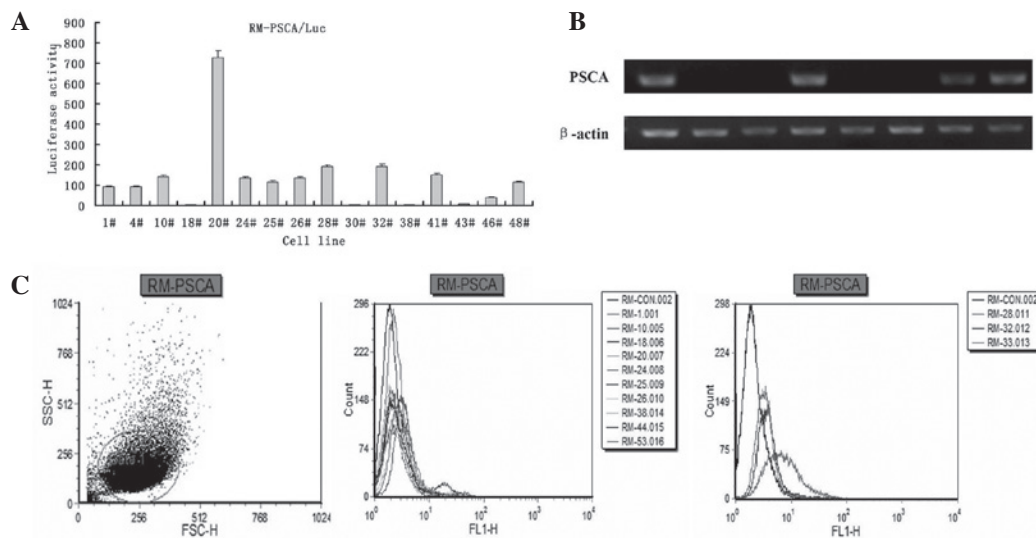 A
RM-PSCA/Luc
Luciferase activity
900
800
700
600
500
400
300
200
100
0
1# 4# 10# 18# 20# 24# 25# 26# 28# 30# 32# 38# 41# 43# 46# 48#
Cell line
B
PSCA
β-actin
C
RM-PSCA
SSC-H
1024
768
512
256
0
0 256 512 768 1024
FSC-H
RM-PSCA
Count
296
222
148
74
0
10⁰ 10¹ 10² 10³ 10⁴
FL1-H
RM-CON.002
RM-1.001
RM-10.005
RM-18.006
RM-20.007
RM-24.008
RM-25.009
RM-26.010
RM-38.014
RM-44.015
RM-53.016
RM-PSCA
Count
298
224
149
74
0
10⁰ 10¹ 10² 10³ 10⁴
FL1-H
RM-CON.002
RM-28.011
RM-32.012
RM-33.013